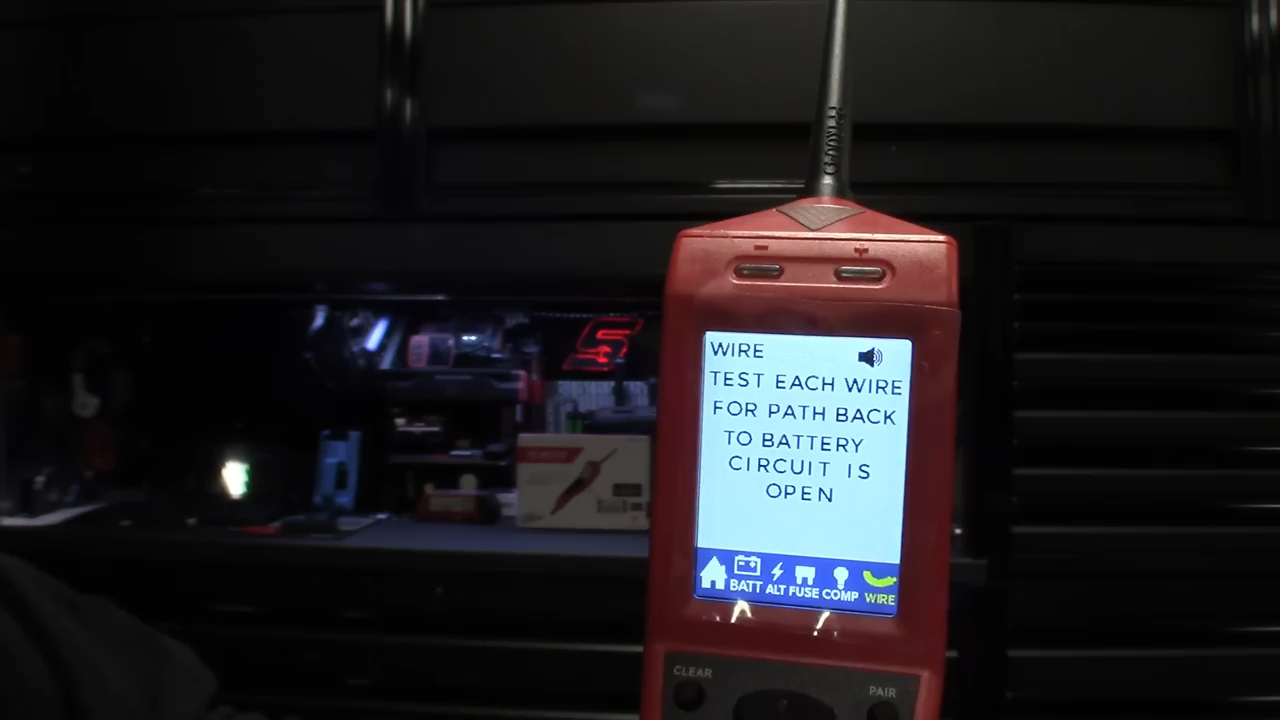 WIRE
TEST EACH WIRE
FOR PATH BACK
TO BATTERY
CIRCUIT IS
OPEN
BATT ALT FUSE COMP WIRE
CLEAR
PAIR